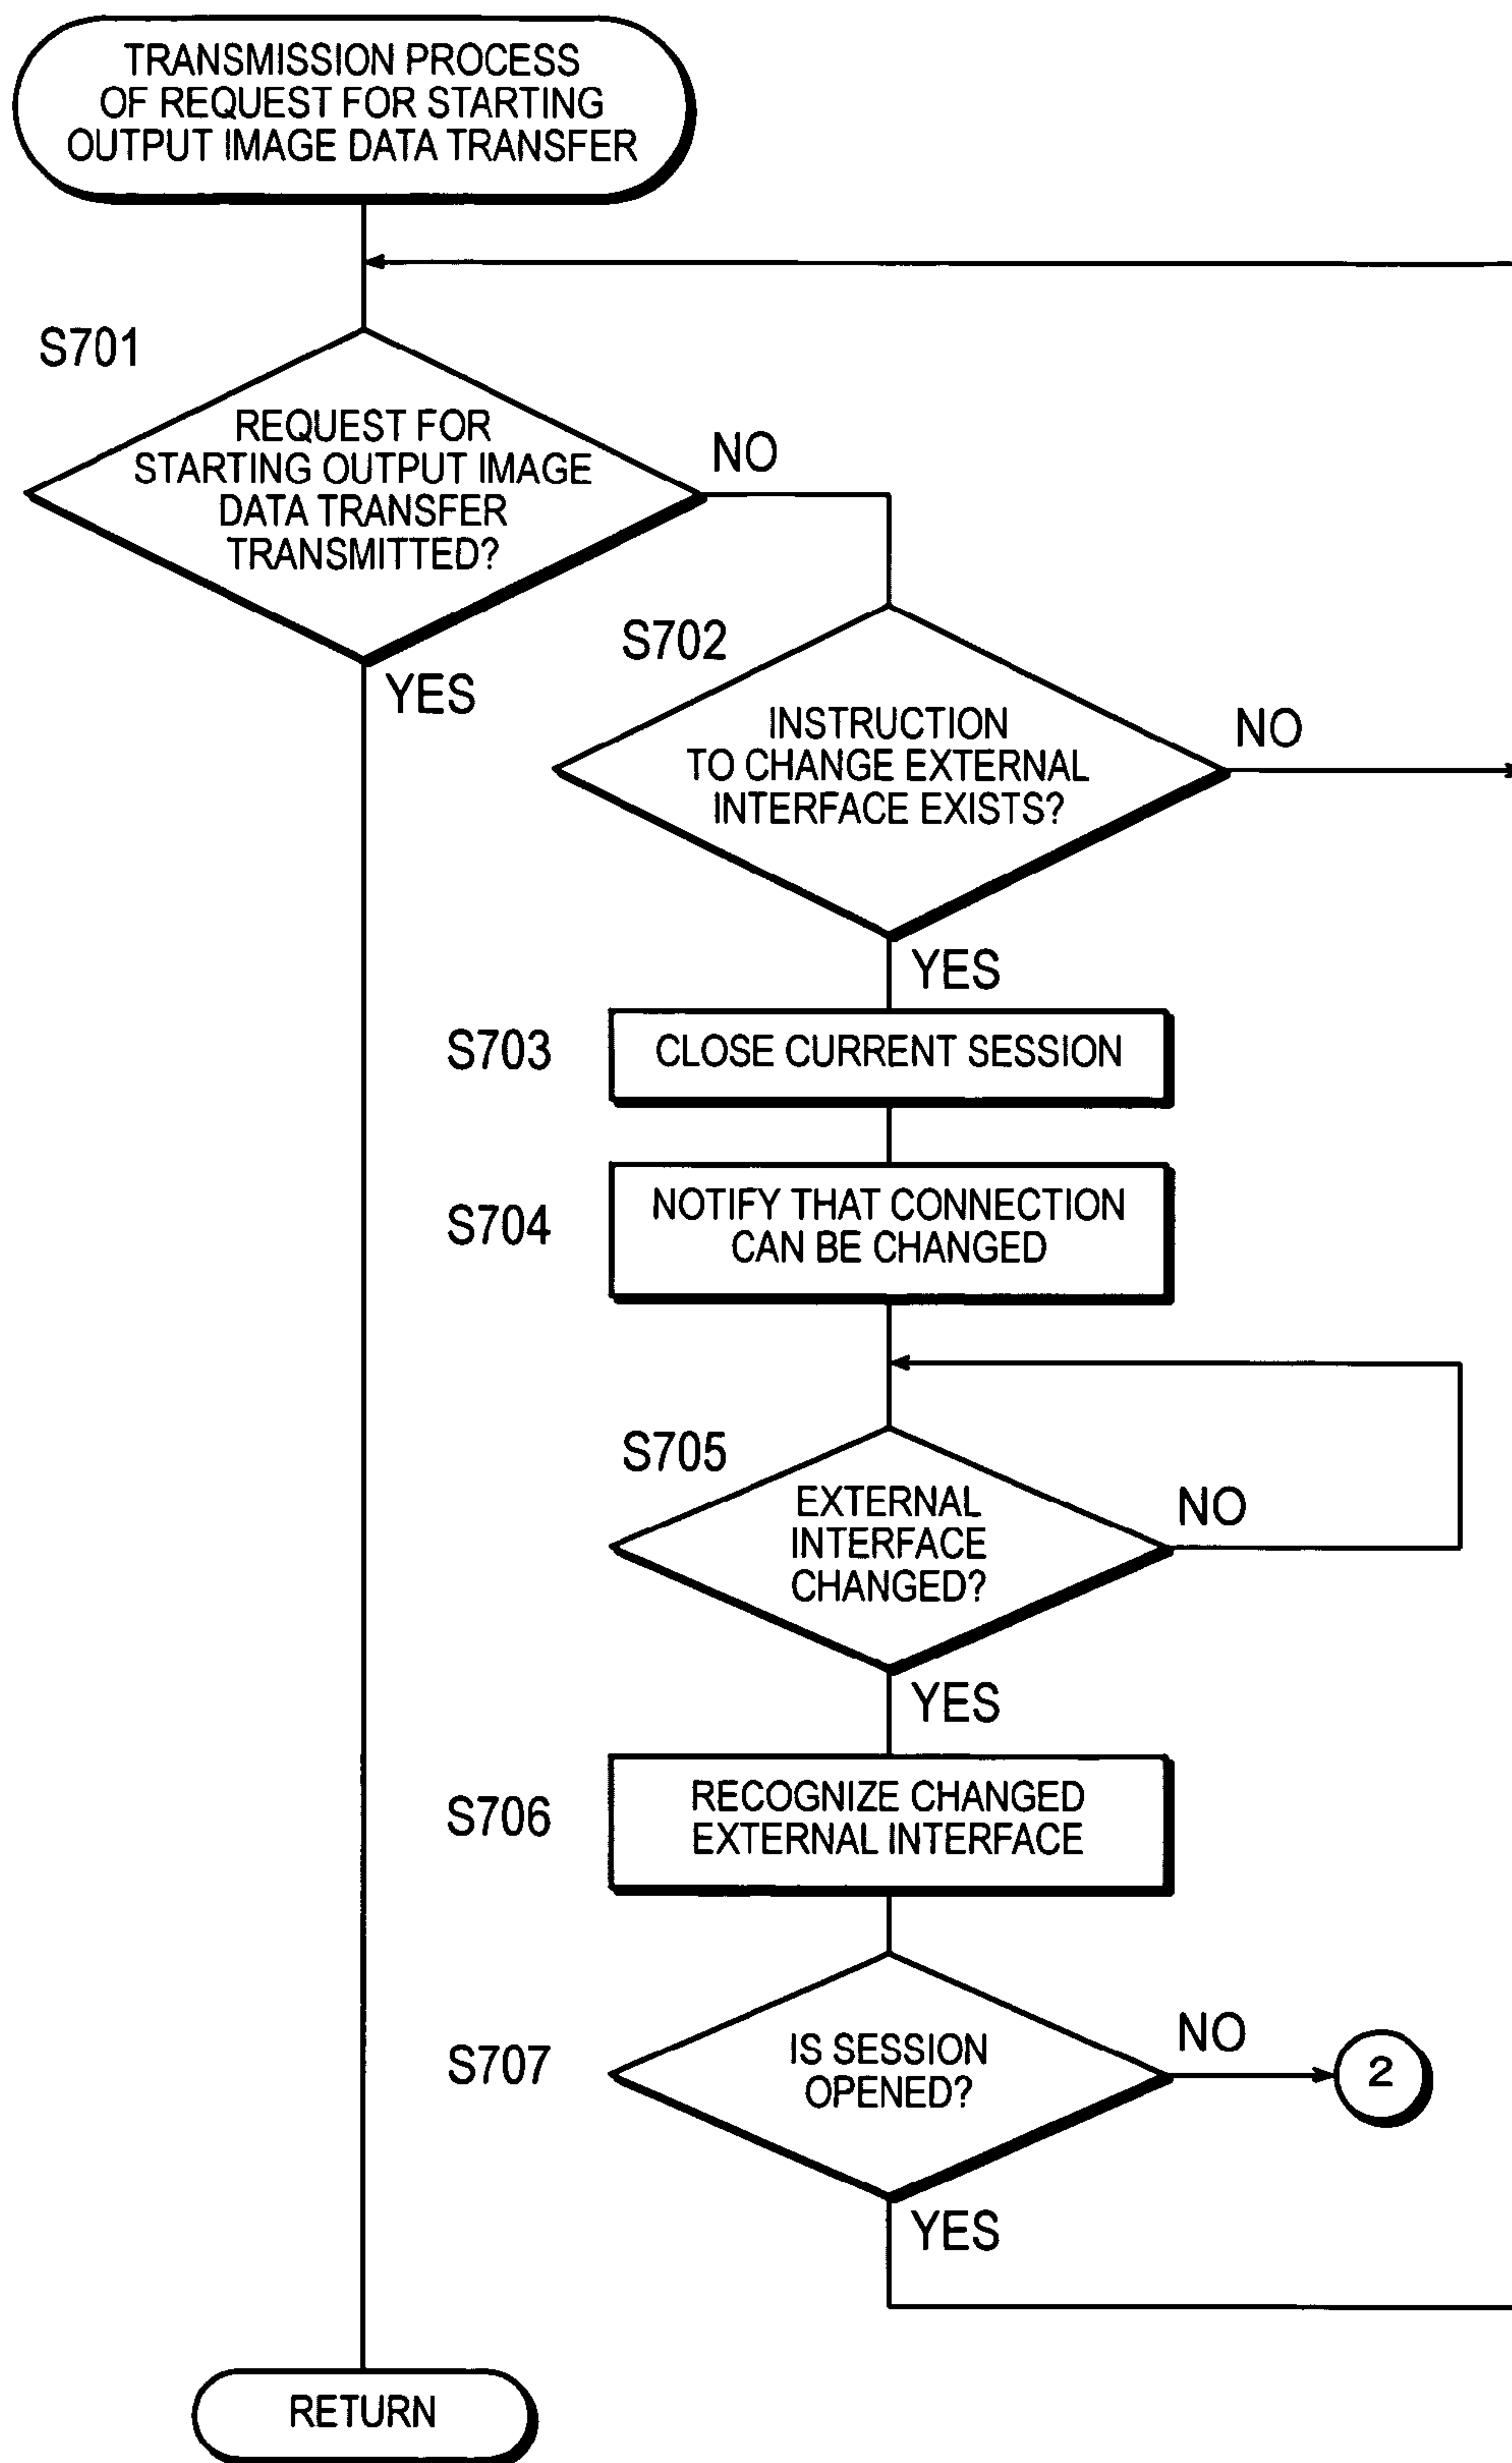 TRANSMISSION PROCESS
OF REQUEST FOR STARTING
OUTPUT IMAGE DATA TRANSFER
S701
REQUEST FOR
STARTING OUTPUT IMAGE
DATA TRANSFER
TRANSMITTED?
NO
YES
S702
INSTRUCTION
TO CHANGE EXTERNAL
INTERFACE EXISTS?
NO
YES
S703
CLOSE CURRENT SESSION
S704
NOTIFY THAT CONNECTION
CAN BE CHANGED
S705
EXTERNAL
INTERFACE
CHANGED?
NO
YES
S706
RECOGNIZE CHANGED
EXTERNAL INTERFACE
S707
IS SESSION
OPENED?
NO
2
YES
RETURN